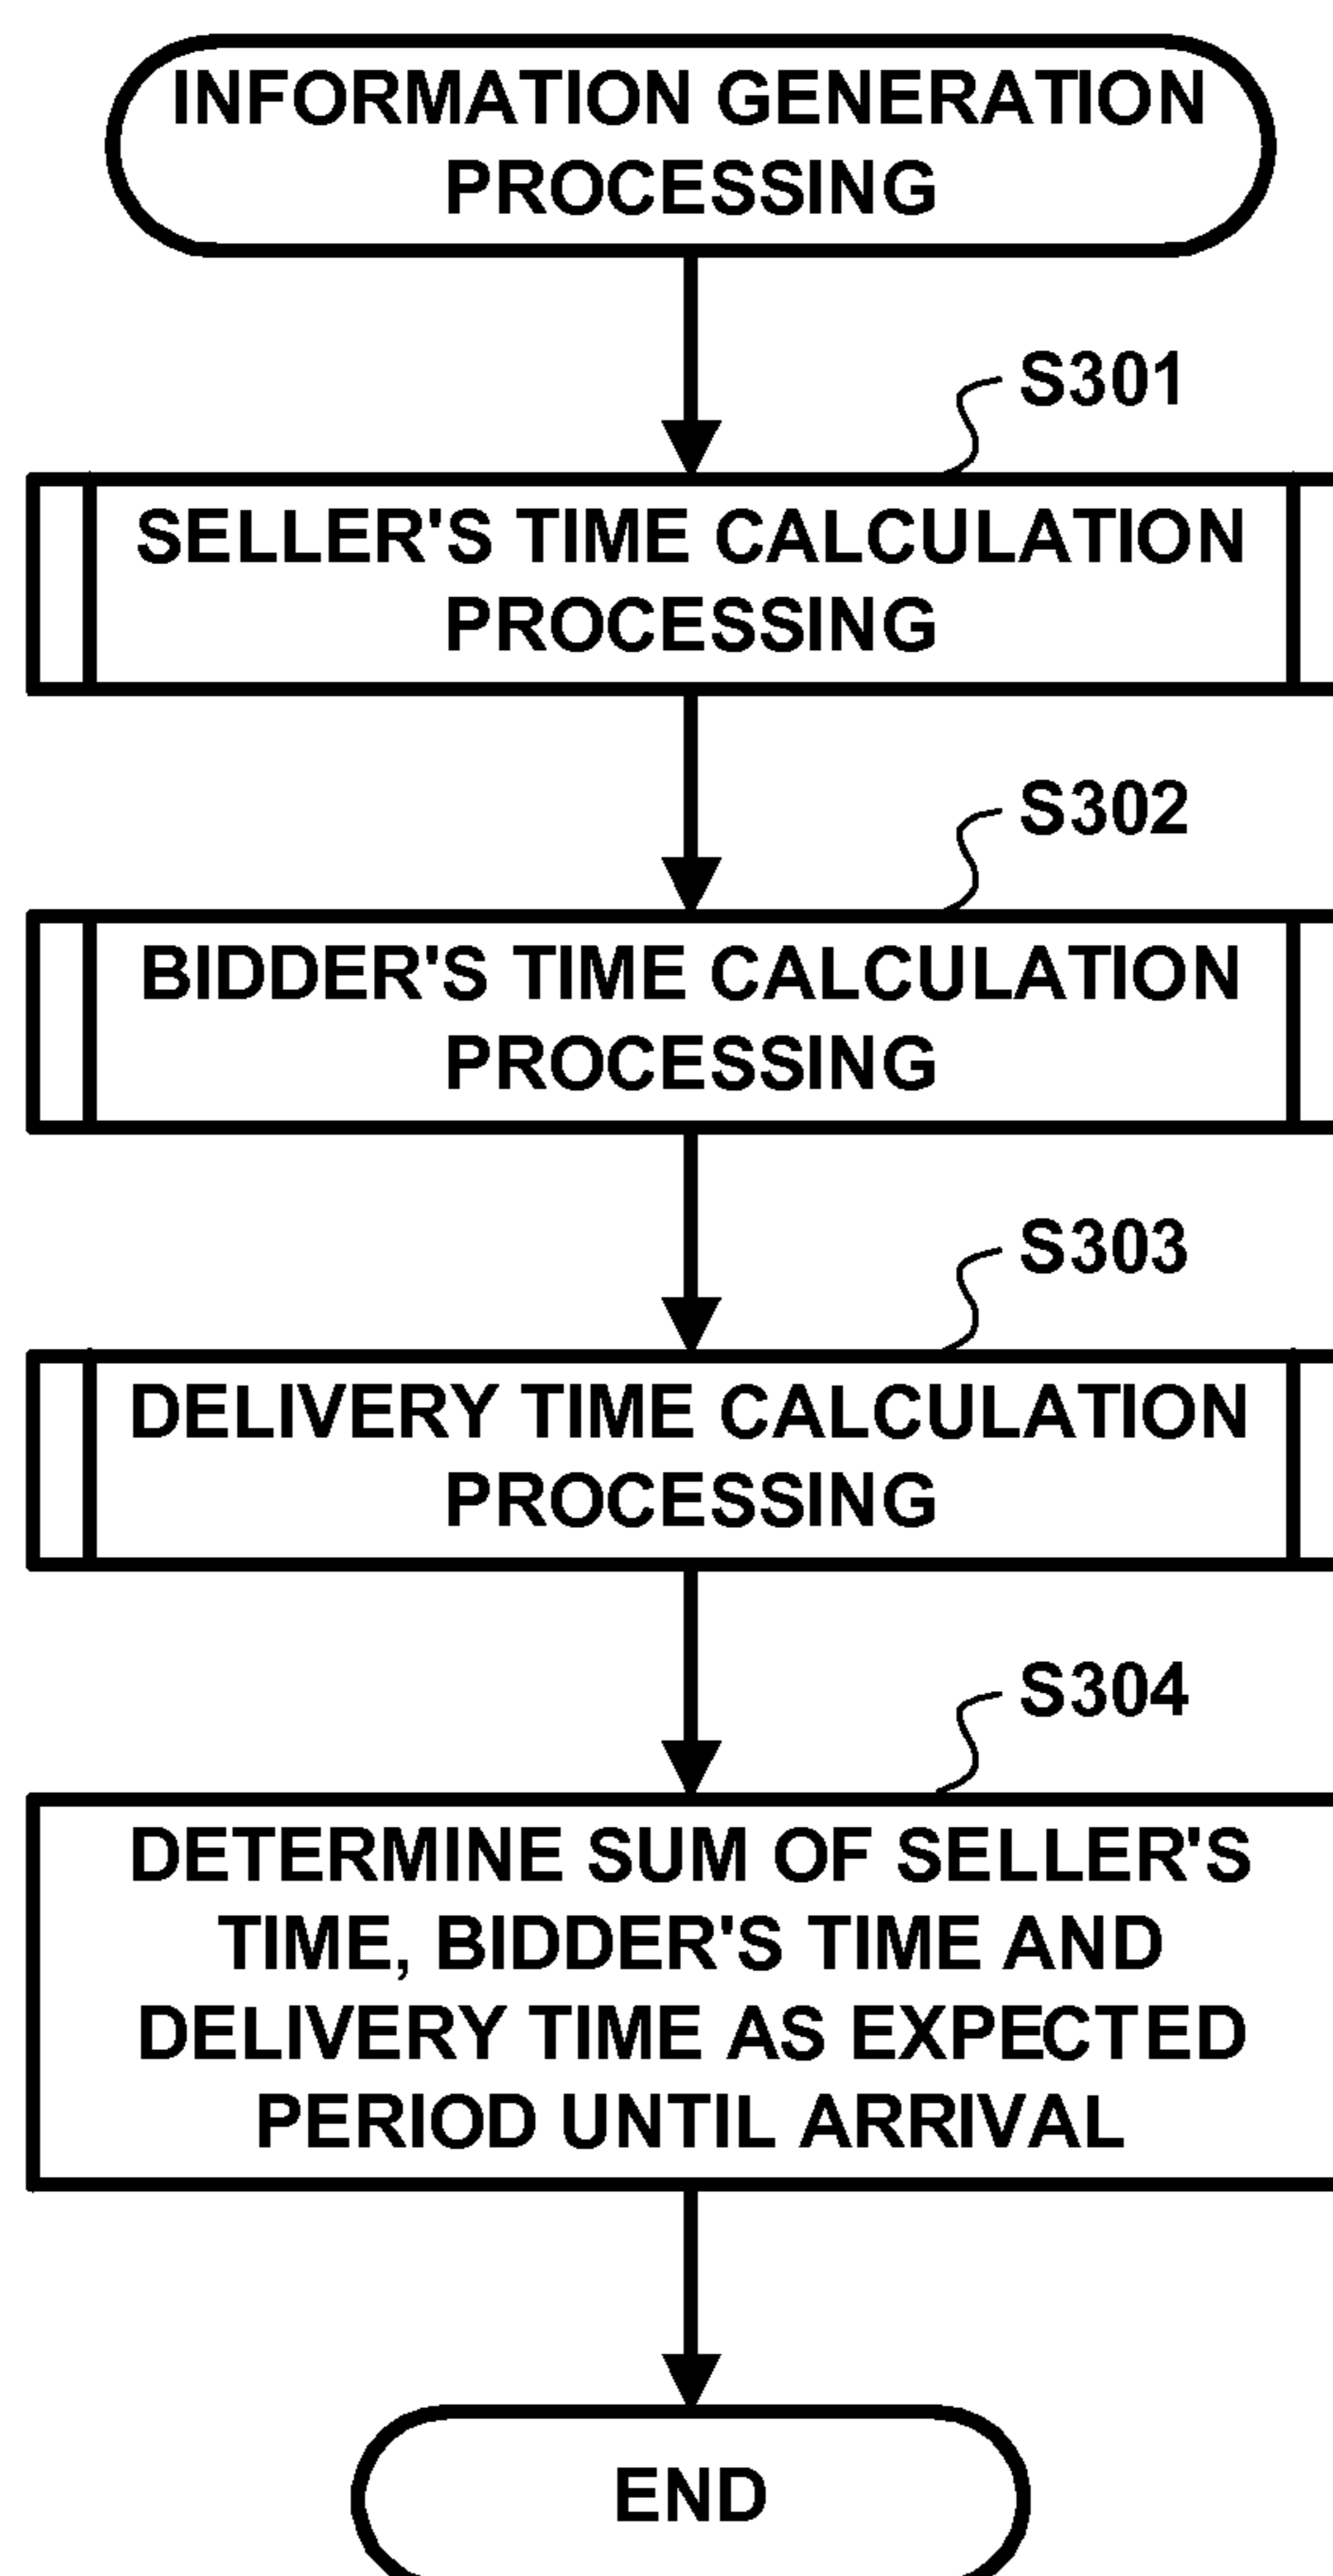 INFORMATION GENERATION
PROCESSING
S301
SELLER'S TIME CALCULATION
PROCESSING
S302
BIDDER'S TIME CALCULATION
PROCESSING
S303
DELIVERY TIME CALCULATION
PROCESSING
S304
DETERMINE SUM OF SELLER'S
TIME, BIDDER'S TIME AND
DELIVERY TIME AS EXPECTED
PERIOD UNTIL ARRIVAL
END